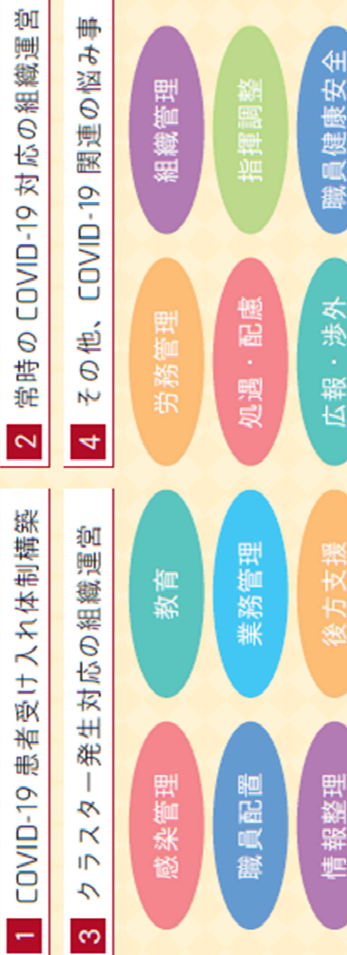 1 COVID-19 患者受け入れ体制構築
2 常時の COVID-19 対応の組織運営
3 クラスター発生対応の組織運営
4 その他、COVID-19 関連の悩み事
感染管理
教育
労務管理
組織管理
職員配置
業務管理
処遇・配慮
指揮調整
情報整理
後方支援
広報・渉外
職員健康安全